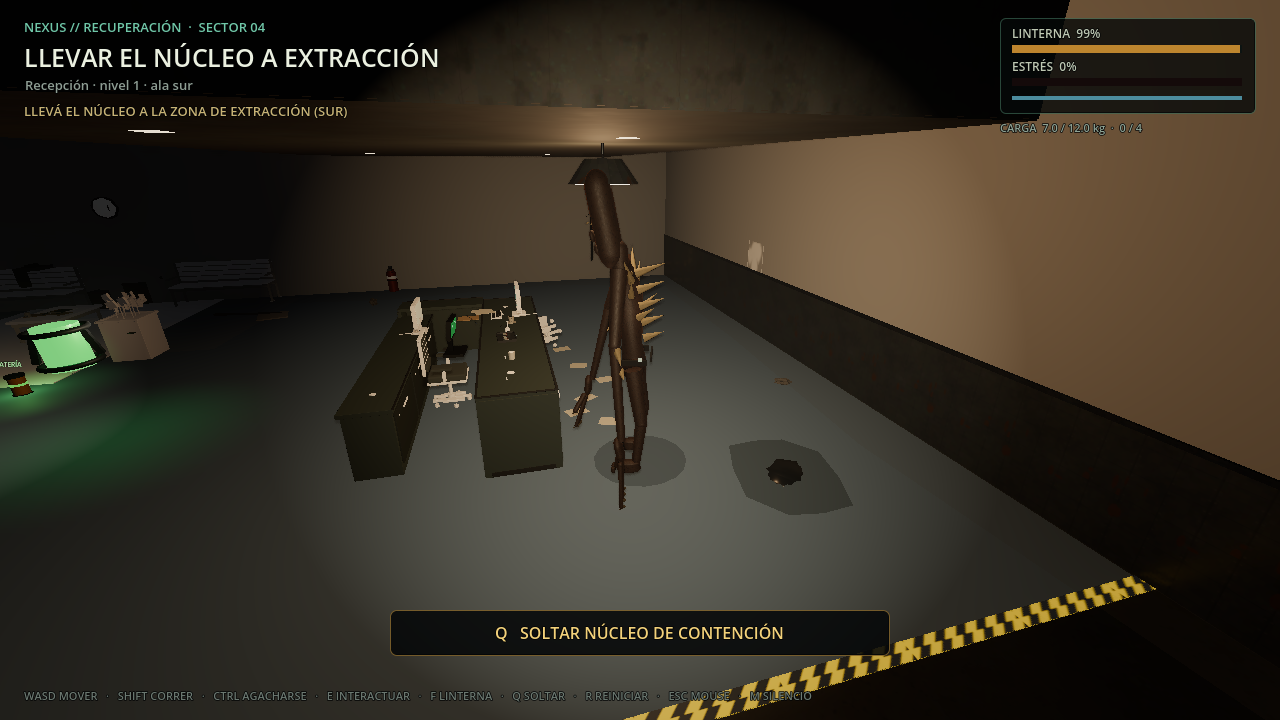 NEXUS // RECUPERACIÓN · SECTOR 04
LLEVAR EL NÚCLEO A EXTRACCIÓN
Recepción · nivel 1 · ala sur
LLEVÁ EL NÚCLEO A LA ZONA DE EXTRACCIÓN (SUR)
LINTERNA 99%
ESTRÉS 0%
CARGA 7.0 / 12.0 kg · 0 / 4
ATERÍA
Q SOLTAR NÚCLEO DE CONTENCIÓN
WASD MOVER · SHIFT CORRER · CTRL AGACHARSE · E INTERACTUAR · F LINTERNA · Q SOLTAR · R REINICIAR · ESC MOUSE · M SILENCIO